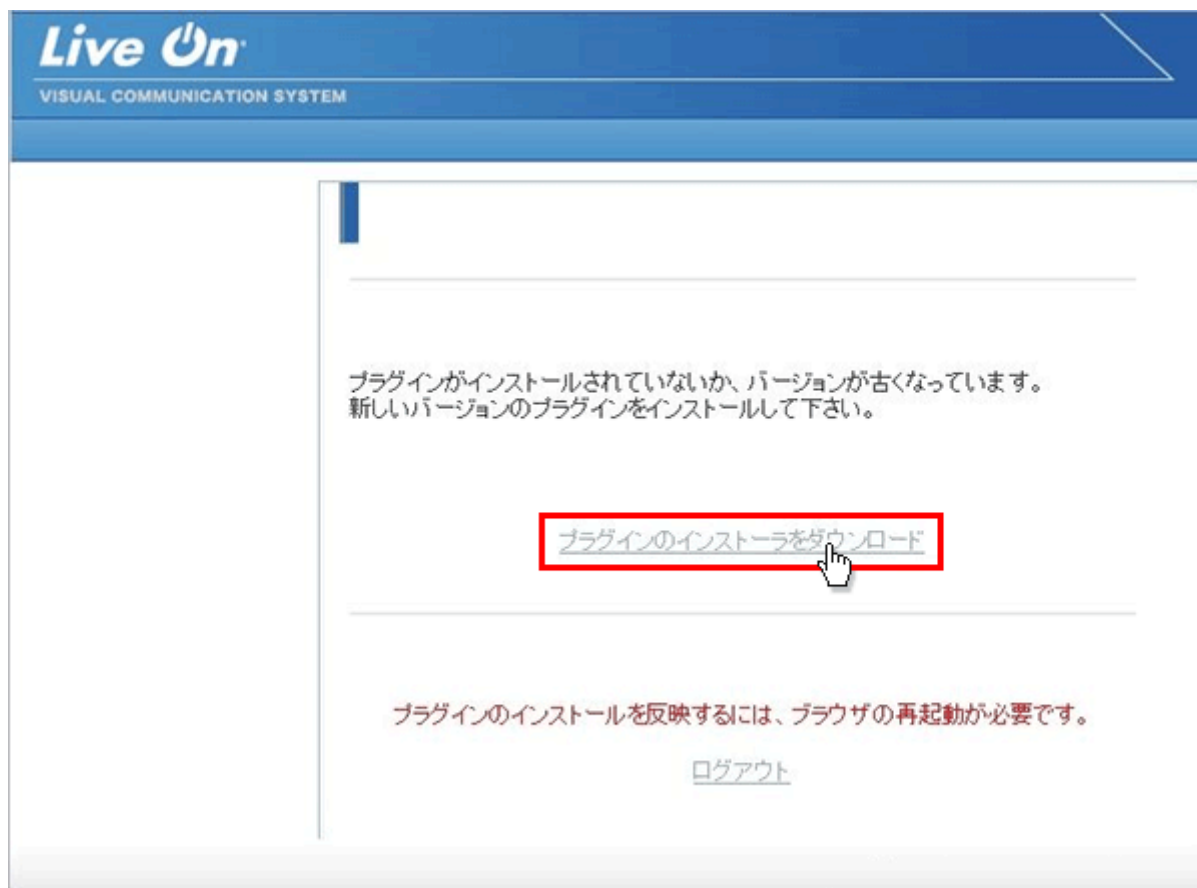 Live On
VISUAL COMMUNICATION SYSTEM
プラグインがインストールされていないか、バージョンが古くなっています。
新しいバージョンのプラグインをインストールして下さい。
プラグインのインストーラをダウンロード
プラグインのインストールを反映するには、ブラウザの再起動が必要です。
ログアウト